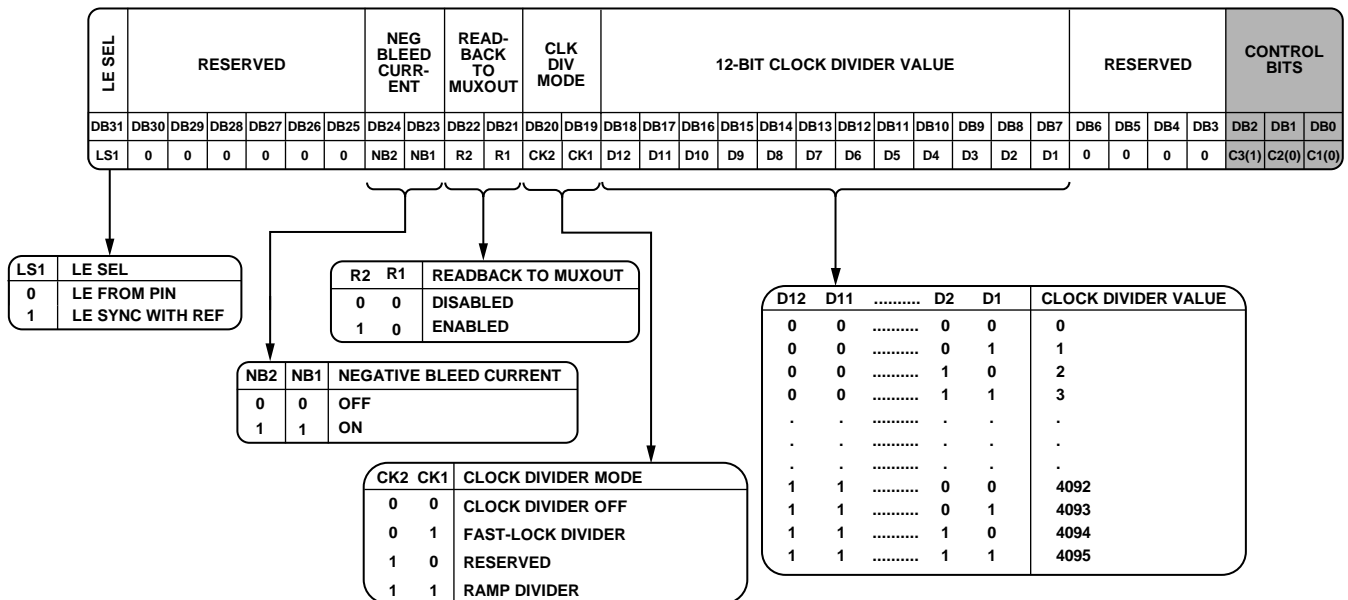 LE SEL
RESERVED
NEG
BLEED
CURR-
ENT
READ-
BACK
TO
MUXOUT
CLK
DIV
MODE
12-BIT CLOCK DIVIDER VALUE
RESERVED
CONTROL
BITS
DB31 DB30 DB29 DB28 DB27 DB26 DB25 DB24 DB23 DB22 DB21 DB20 DB19 DB18 DB17 DB16 DB15 DB14 DB13 DB12 DB11 DB10 DB9 DB8 DB7 DB6 DB5 DB4 DB3 DB2 DB1 DB0
LS1 0 0 0 0 0 0 NB2 NB1 R2 R1 CK2 CK1 D12 D11 D10 D9 D8 D7 D6 D5 D4 D3 D2 D1 0 0 0 0 C3(1) C2(0) C1(0)
LS1 LE SEL
0 LE FROM PIN
1 LE SYNC WITH REF
R2 R1 READBACK TO MUXOUT
0 0 DISABLED
1 0 ENABLED
NB2 NB1 NEGATIVE BLEED CURRENT
0 0 OFF
1 1 ON
CK2 CK1 CLOCK DIVIDER MODE
0 0 CLOCK DIVIDER OFF
0 1 FAST-LOCK DIVIDER
1 0 RESERVED
1 1 RAMP DIVIDER
D12 D11 .......... D2 D1 CLOCK DIVIDER VALUE
0 0 .......... 0 0 0
0 0 .......... 0 1 1
0 0 .......... 1 0 2
0 0 .......... 1 1 3
. . .......... . . .
. . .......... . . .
. . .......... . . .
1 1 .......... 0 0 4092
1 1 .......... 0 1 4093
1 1 .......... 1 0 4094
1 1 .......... 1 1 4095